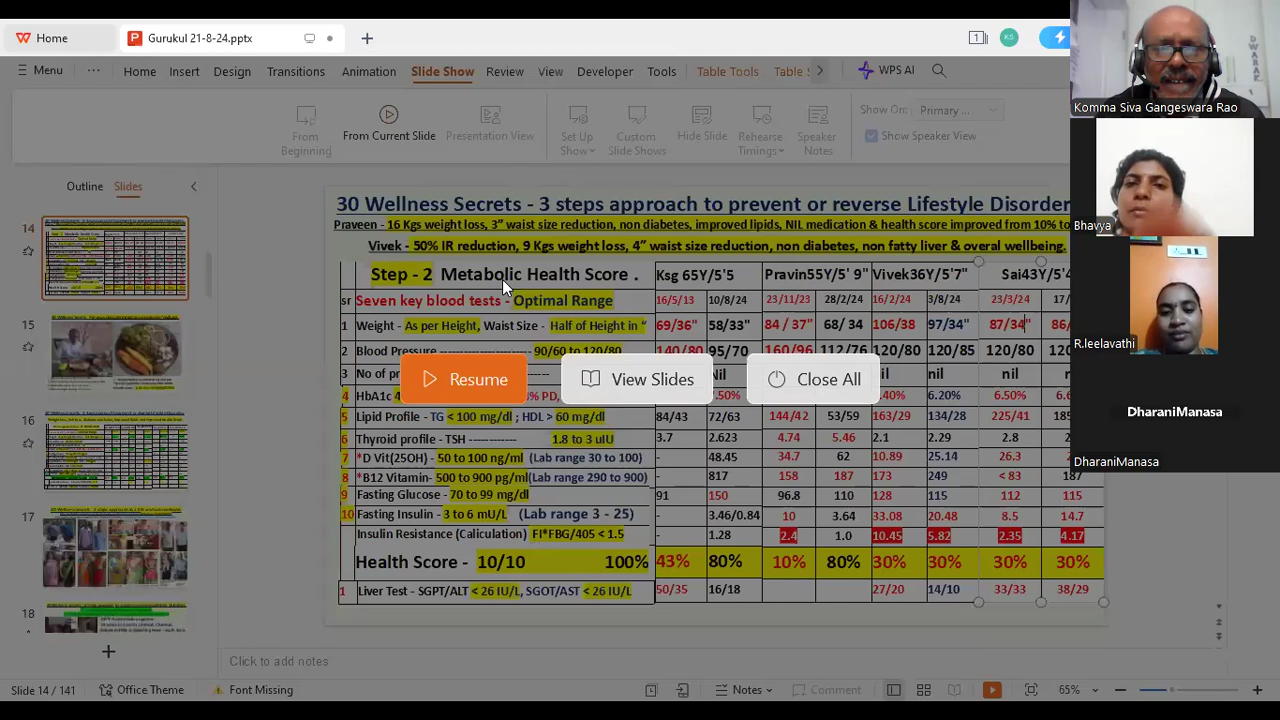 Home
Gurukul 21-8-24.pptx
1
KS
Menu
Home Insert Design Transitions Animation Slide Show Review View Developer Tools Table Tools Table S
WPS AI
From Beginning
From Current Slide
Presentation View
Set Up Show
Custom Slide Shows
Hide Slide
Rehearse Timings
Speaker Notes
Show On: Primary ...
Show Speaker View
Outline Slides
14
15
16
17
18
30 Wellness Secrets - 3 steps approach to prevent or reverse Lifestyle Disorder
Praveen - 16 Kgs weight loss, 3” waist size reduction, non diabetes, improved lipids, NIL medication & health score improved from 10% to
Vivek - 50% IR reduction, 9 Kgs weight loss, 4” waist size reduction, non diabetes, non fatty liver & overal wellbeing.
Step - 2 Metabolic Health Score . Ksg 65Y/5'5 Pravin55Y/5' 9" Vivek36Y/5'7" Sai43Y/5'4
sr Seven key blood tests - Optimal Range 16/5/13 10/8/24 23/11/23 28/2/24 16/2/24 3/8/24 23/3/24 17/
1 Weight - As per Height, Waist Size - Half of Height in “ 69/36" 58/33" 84 / 37" 68/ 34 106/38 97/34" 87/34" 86/
2 Blood Pressure ------------------- 90/60 to 120/80 140/80 95/70 160/96 112/76 120/80 120/85 120/80 120
3 No of pr nil nil nil
4 HbA1c 4 % PD, .50% .40% 6.20% 6.50% 6.6
5 Lipid Profile - TG < 100 mg/dl ; HDL > 60 mg/dl 84/43 72/63 144/42 53/59 163/29 134/28 225/41 185/
6 Thyroid profile - TSH ------------ 1.8 to 3 uIU 3.7 2.623 4.74 5.46 2.1 2.29 2.8 2
7 *D Vit(25OH) - 50 to 100 ng/ml (Lab range 30 to 100) - 48.45 34.7 62 10.89 25.14 26.3 2
8 *B12 Vitamin- 500 to 900 pg/ml(Lab range 290 to 900) - 817 158 187 173 249 < 83 187
9 Fasting Glucose - 70 to 99 mg/dl 91 150 96.8 110 128 115 112 115
10 Fasting Insulin - 3 to 6 mU/L (Lab range 3 - 25) - 3.46/0.84 10 3.64 33.08 20.48 8.5 14.7
Insulin Resistance (Calculation) FI*FBG/405 < 1.5 - 1.28 2.4 1.0 10.45 5.82 2.35 4.17
Health Score - 10/10 100% 43% 80% 10% 80% 30% 30% 30% 30%
1 Liver Test - SGPT/ALT < 26 IU/L, SGOT/AST < 26 IU/L 50/35 16/18 27/20 14/10 33/33 38/29
Resume
View Slides
Close All
Click to add notes
Slide 14 / 141
Office Theme
Font Missing
Notes
Comment
65%
DWARAK
Komma Siva Gangeswara Rao
Bhavya
R.leelavathi
DharaniManasa
DharaniManasa